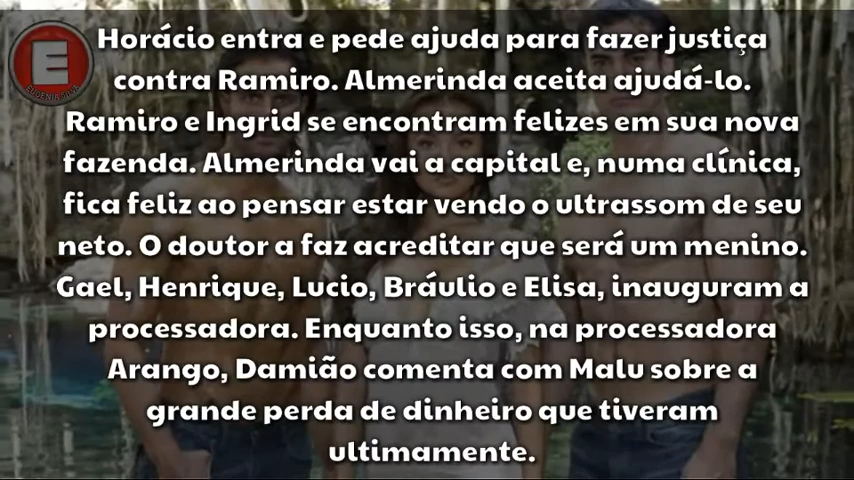 E
EUGENIA SILVA
Horácio entra e pede ajuda para fazer justiça
contra Ramiro. Almerinda aceita ajudá-lo.
Ramiro e Ingrid se encontram felizes em sua nova
fazenda. Almerinda vai a capital e, numa clínica,
fica feliz ao pensar estar vendo o ultrassom de seu
neto. O doutor a faz acreditar que será um menino.
Gael, Henrique, Lucio, Bráulio e Elisa, inauguram a
processadora. Enquanto isso, na processadora
Arango, Damião comenta com Malu sobre a
grande perda de dinheiro que tiveram
ultimamente.